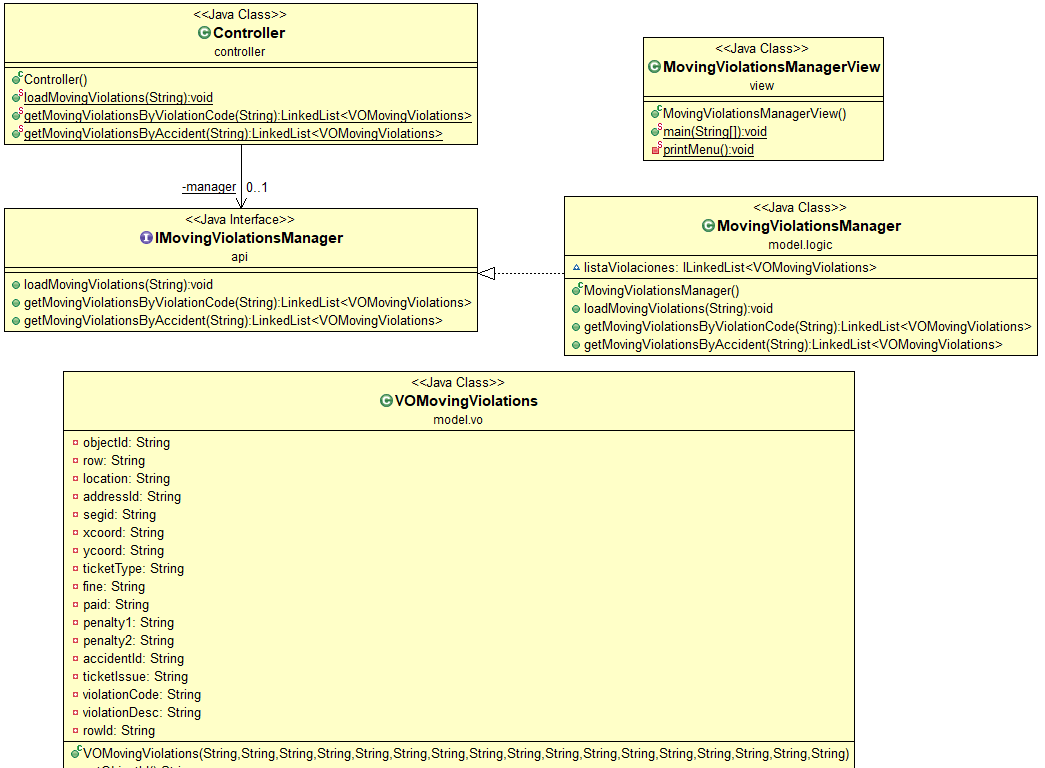 <<Java Class>>
Controller
controller
Controller()
loadMovingViolations(String):void
getMovingViolationsByViolationCode(String):LinkedList<VOMovingViolations>
getMovingViolationsByAccident(String):LinkedList<VOMovingViolations>
<<Java Class>>
MovingViolationsManagerView
view
MovingViolationsManagerView()
main(String[]):void
printMenu():void
-manager 0..1
<<Java Interface>>
IMovingViolationsManager
api
loadMovingViolations(String):void
getMovingViolationsByViolationCode(String):LinkedList<VOMovingViolations>
getMovingViolationsByAccident(String):LinkedList<VOMovingViolations>
<<Java Class>>
MovingViolationsManager
model.logic
listaViolaciones: ILinkedList<VOMovingViolations>
MovingViolationsManager()
loadMovingViolations(String):void
getMovingViolationsByViolationCode(String):LinkedList<VOMovingViolations>
getMovingViolationsByAccident(String):LinkedList<VOMovingViolations>
<<Java Class>>
VOMovingViolations
model.vo
objectId: String
row: String
location: String
addressId: String
segid: String
xcoord: String
ycoord: String
ticketType: String
fine: String
paid: String
penalty1: String
penalty2: String
accidentId: String
ticketIssue: String
violationCode: String
violationDesc: String
rowId: String
VOMovingViolations(String,String,String,String,String,String,String,String,String,String,String,String,String,String,String,String,String)